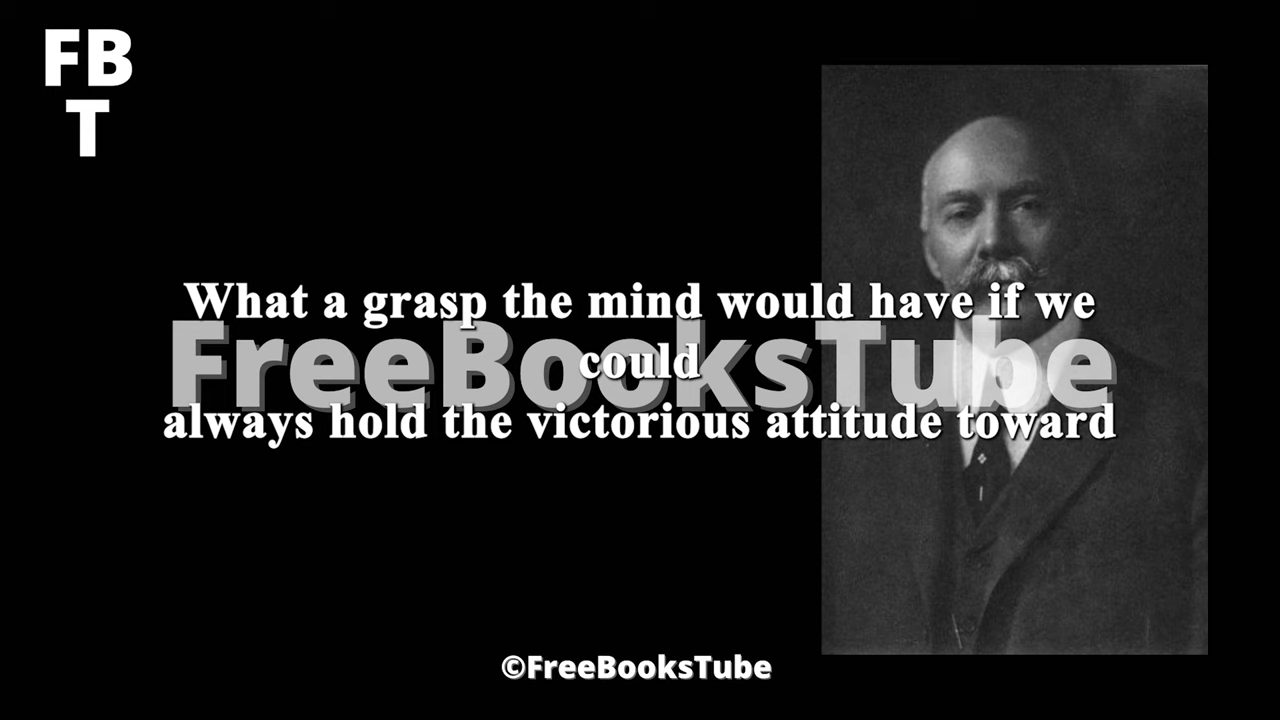 FB
T
What a grasp the mind would have if we
could
FreeBooksTube
always hold the victorious attitude toward
©FreeBooksTube